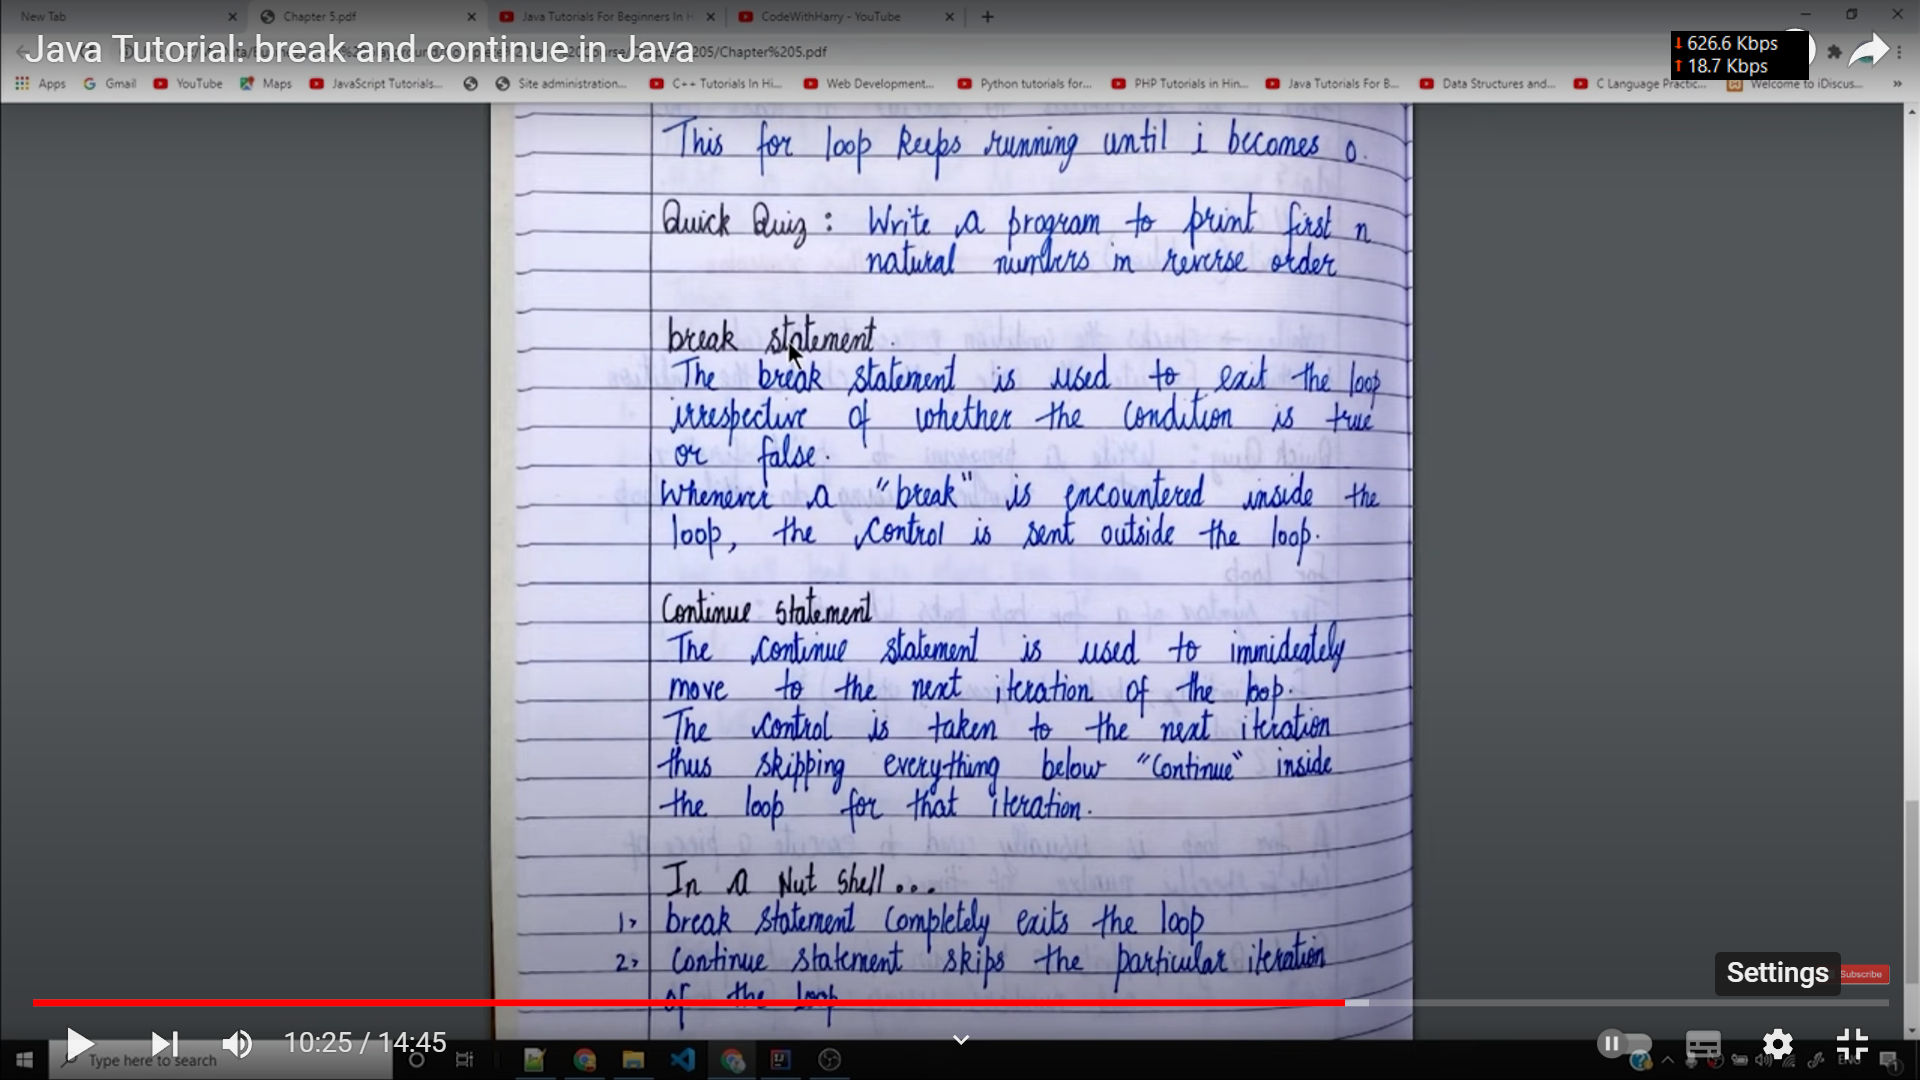 New Tab
Chapter 5.pdf
Java Tutorials For Beginners In H
CodeWithHarry - YouTube
Java Tutorial: break and continue in Java
/Chapter%205.pdf
626.6 Kbps
18.7 Kbps
Apps
Gmail
YouTube
Maps
JavaScript Tutorials...
Site administration...
C++ Tutorials In Hi...
Web Development...
Python tutorials for...
PHP Tutorials in Hin...
Java Tutorials For B...
Data Structures and...
C Language Practic...
Welcome to iDiscus...
This for loop keeps running until i becomes 0.
Quick Quiz : Write a program to print first n
natural numbers in reverse order
break statement.
The break statement is used to exit the loop
irrespective of whether the condition is true
or false.
Whenever a "break" is encountered inside the
loop, the control is sent outside the loop.
Continue statement
The continue statement is used to immideately
move to the next iteration of the loop.
The control is taken to the next iteration
thus skipping everything below "continue" inside
the loop for that iteration.
In a Nut shell...
1> break statement completely exits the loop
2> Continue statement skips the particular iteration
of the loop
Settings
Subscribe
10:25 / 14:45
Type here to search